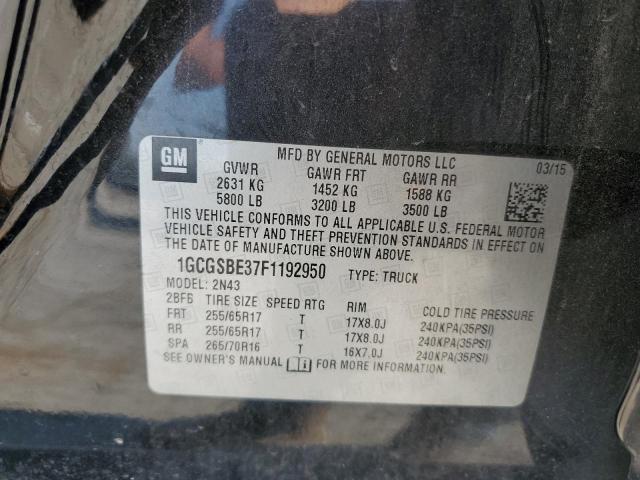 GM
MFD BY GENERAL MOTORS LLC 03/15
GVWR GAWR FRT GAWR RR
2631 KG 1452 KG 1588 KG
5800 LB 3200 LB 3500 LB
THIS VEHICLE CONFORMS TO ALL APPLICABLE U.S. FEDERAL MOTOR
VEHICLE SAFETY AND THEFT PREVENTION STANDARDS IN EFFECT ON
THE DATE OF MANUFACTURE SHOWN ABOVE.
1GCGSBE37F1192950 TYPE: TRUCK
MODEL: 2N43
2BF6 TIRE SIZE SPEED RTG RIM COLD TIRE PRESSURE
FRT 255/65R17 T 17X8.0J 240KPA(35PSI)
RR 255/65R17 T 17X8.0J 240KPA(35PSI)
SPA 265/70R16 T 16X7.0J 240KPA(35PSI)
SEE OWNER'S MANUAL FOR MORE INFORMATION.